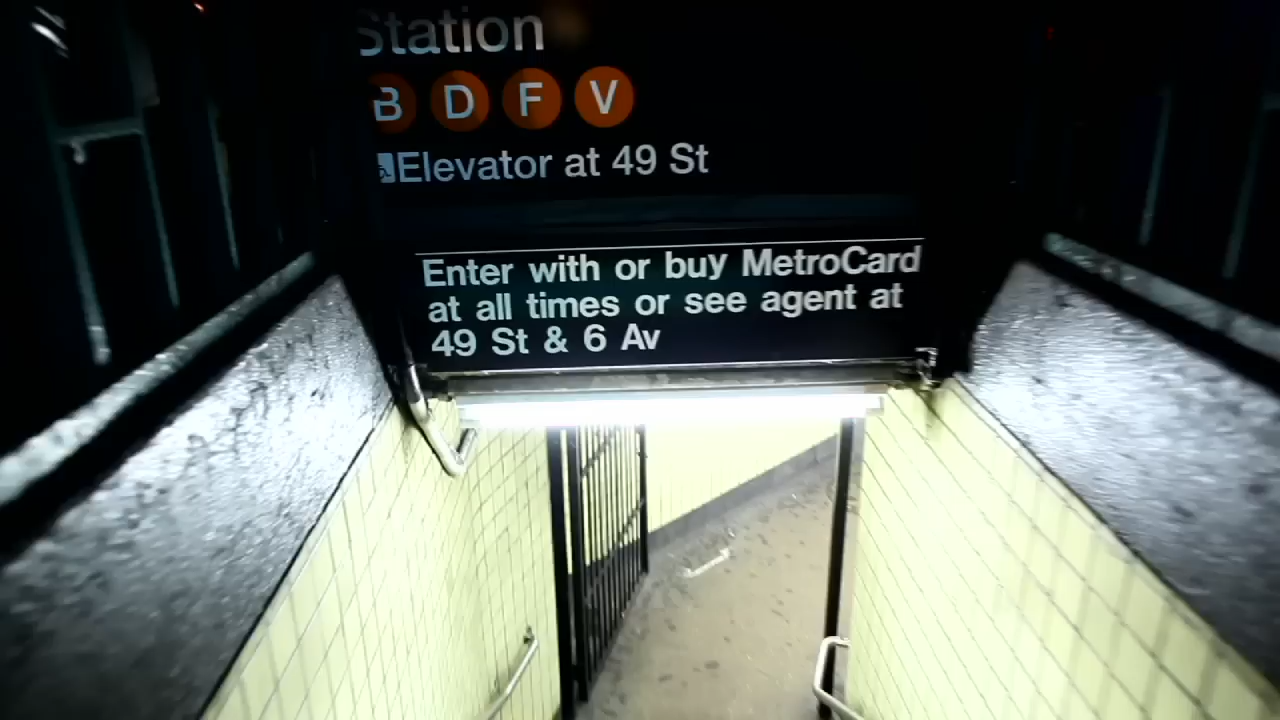 Station
B D F V
Elevator at 49 St
Enter with or buy MetroCard
at all times or see agent at
49 St & 6 Av